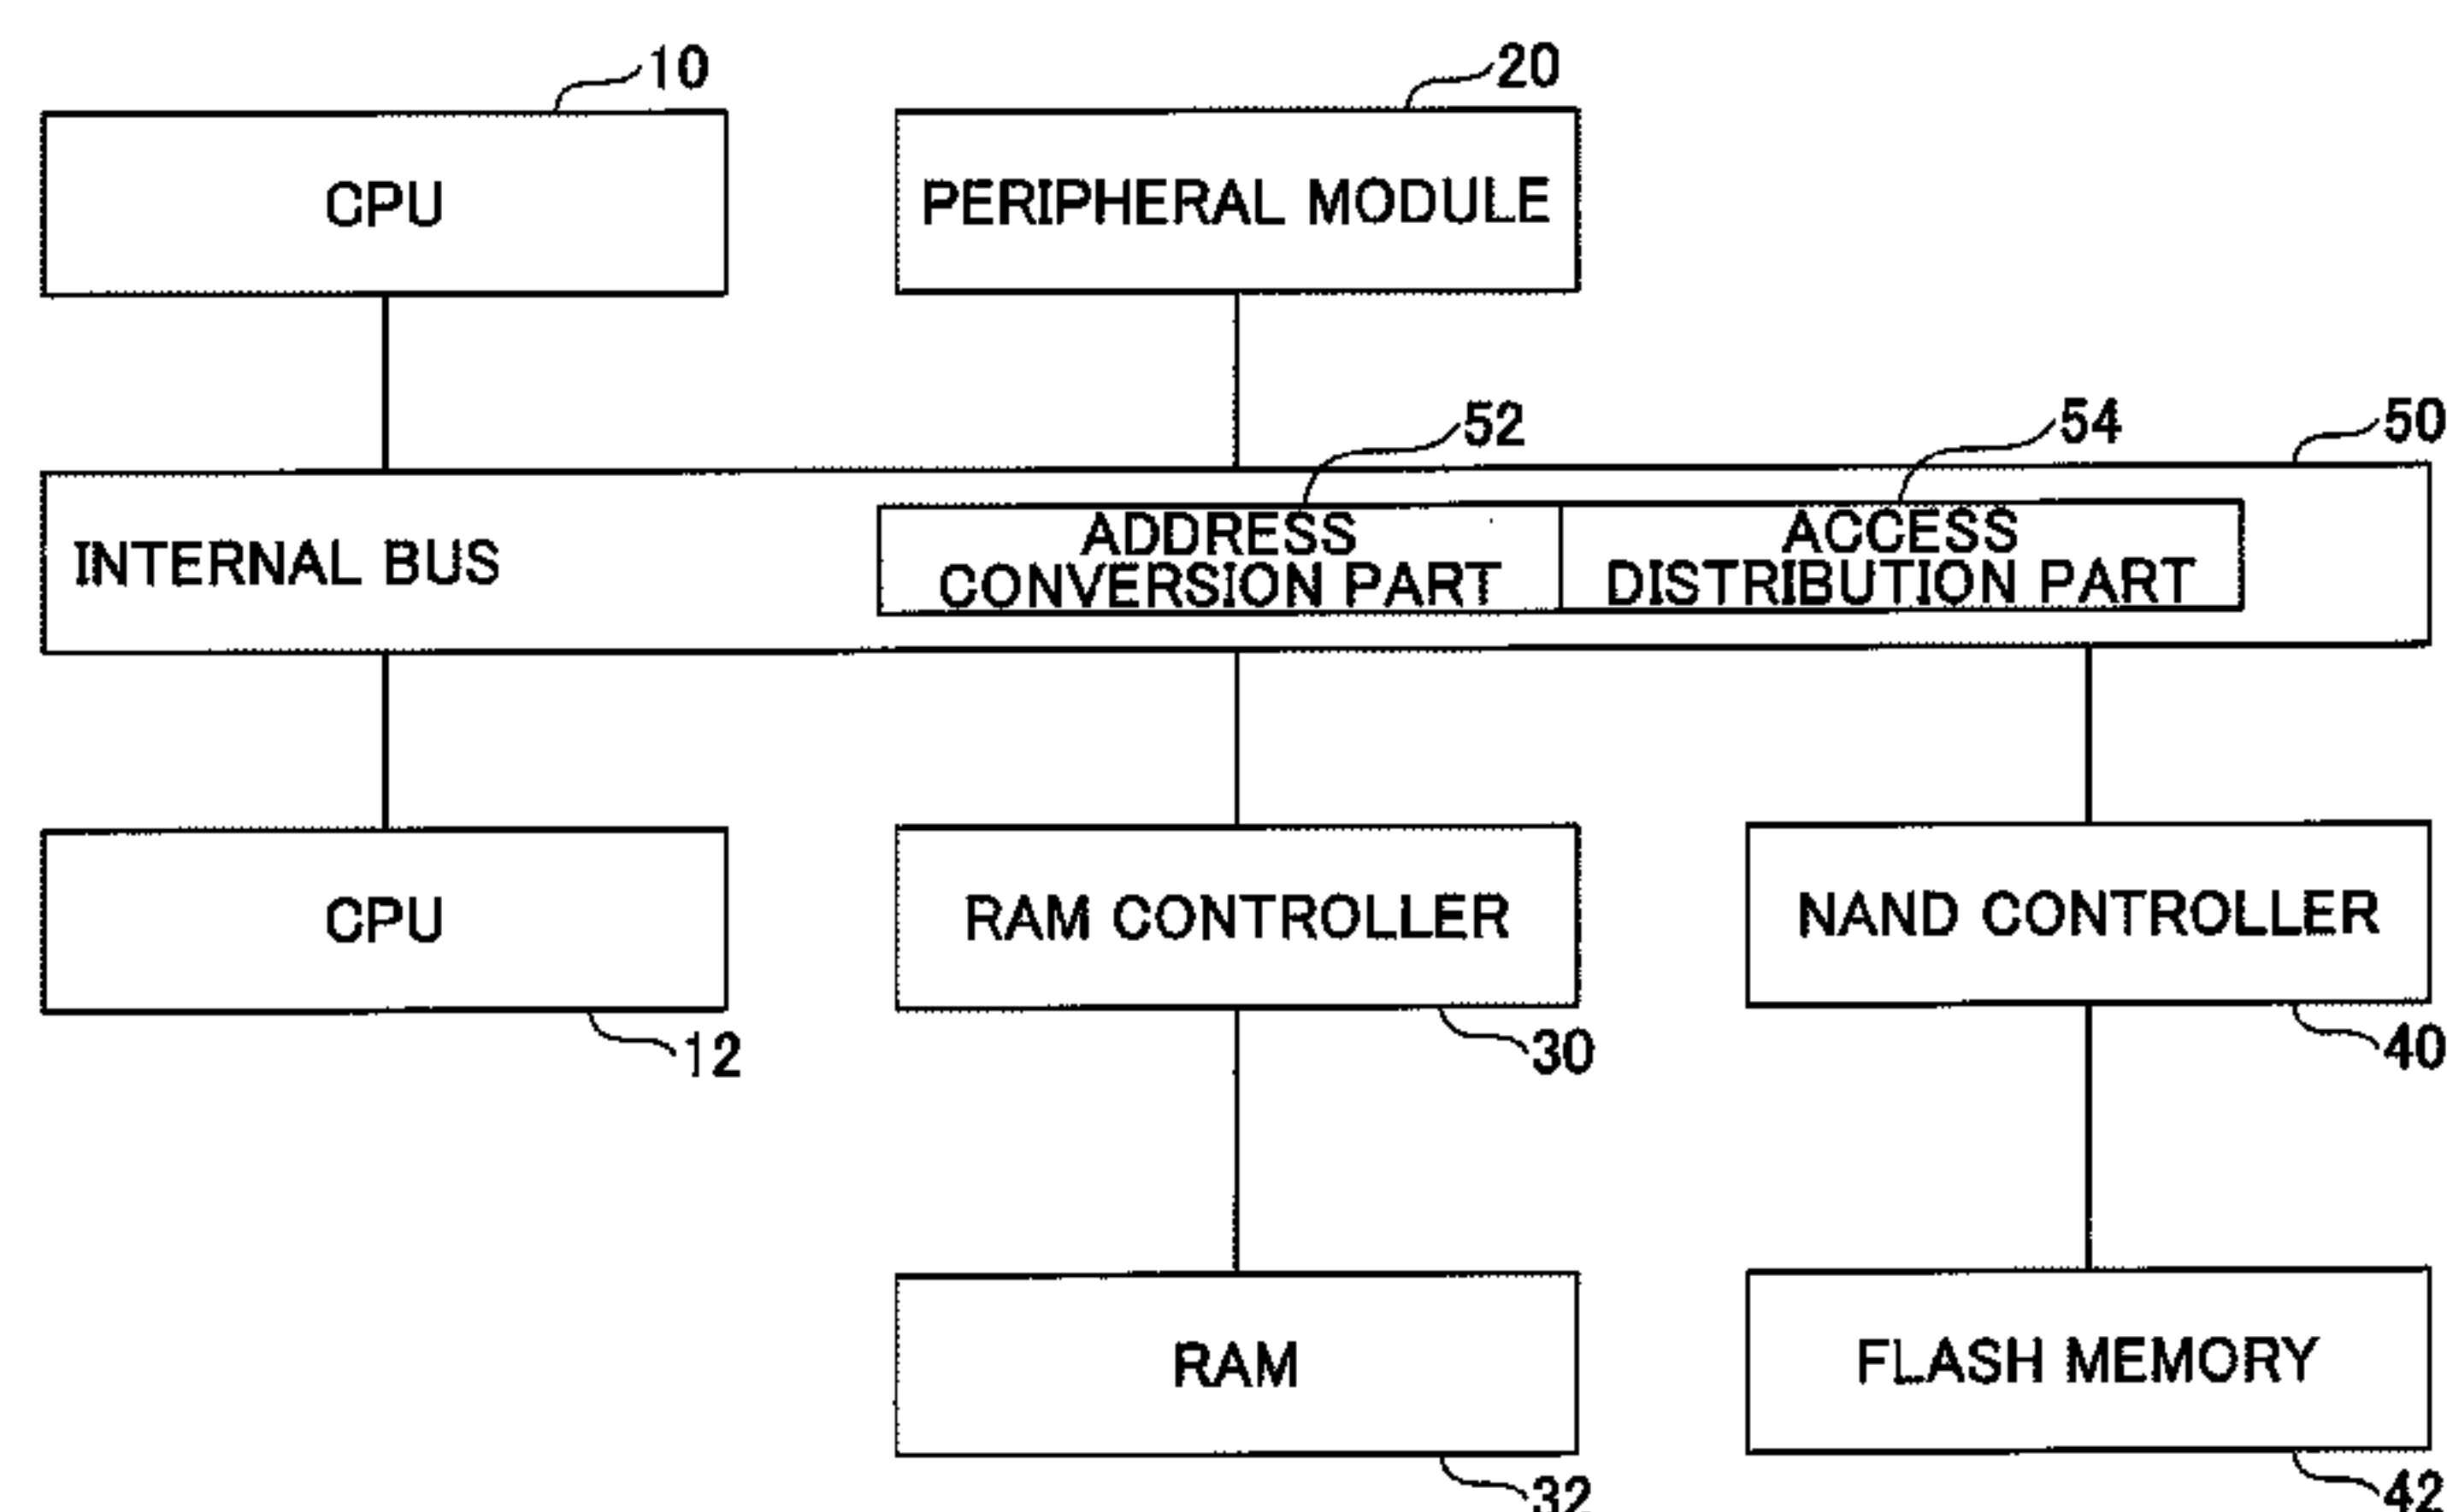 10
20
CPU
PERIPHERAL MODULE
52
54
50
INTERNAL BUS
ADDRESS
CONVERSION PART
ACCESS
DISTRIBUTION PART
CPU
RAM CONTROLLER
NAND CONTROLLER
12
30
40
RAM
FLASH MEMORY
32
42